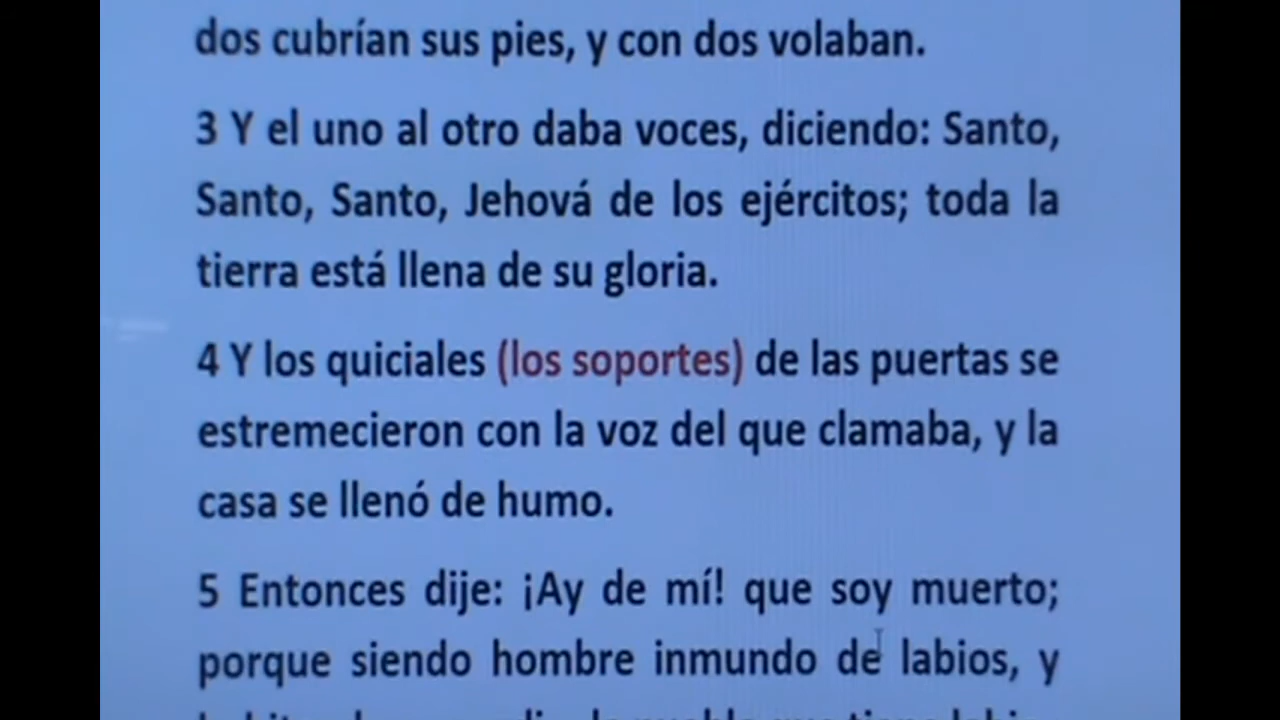 dos cubrían sus pies, y con dos volaban.
3 Y el uno al otro daba voces, diciendo: Santo,
Santo, Santo, Jehová de los ejércitos; toda la
tierra está llena de su gloria.
4 Y los quiciales (los soportes) de las puertas se
estremecieron con la voz del que clamaba, y la
casa se llenó de humo.
5 Entonces dije: ¡Ay de mí! que soy muerto;
porque siendo hombre inmundo de labios, y